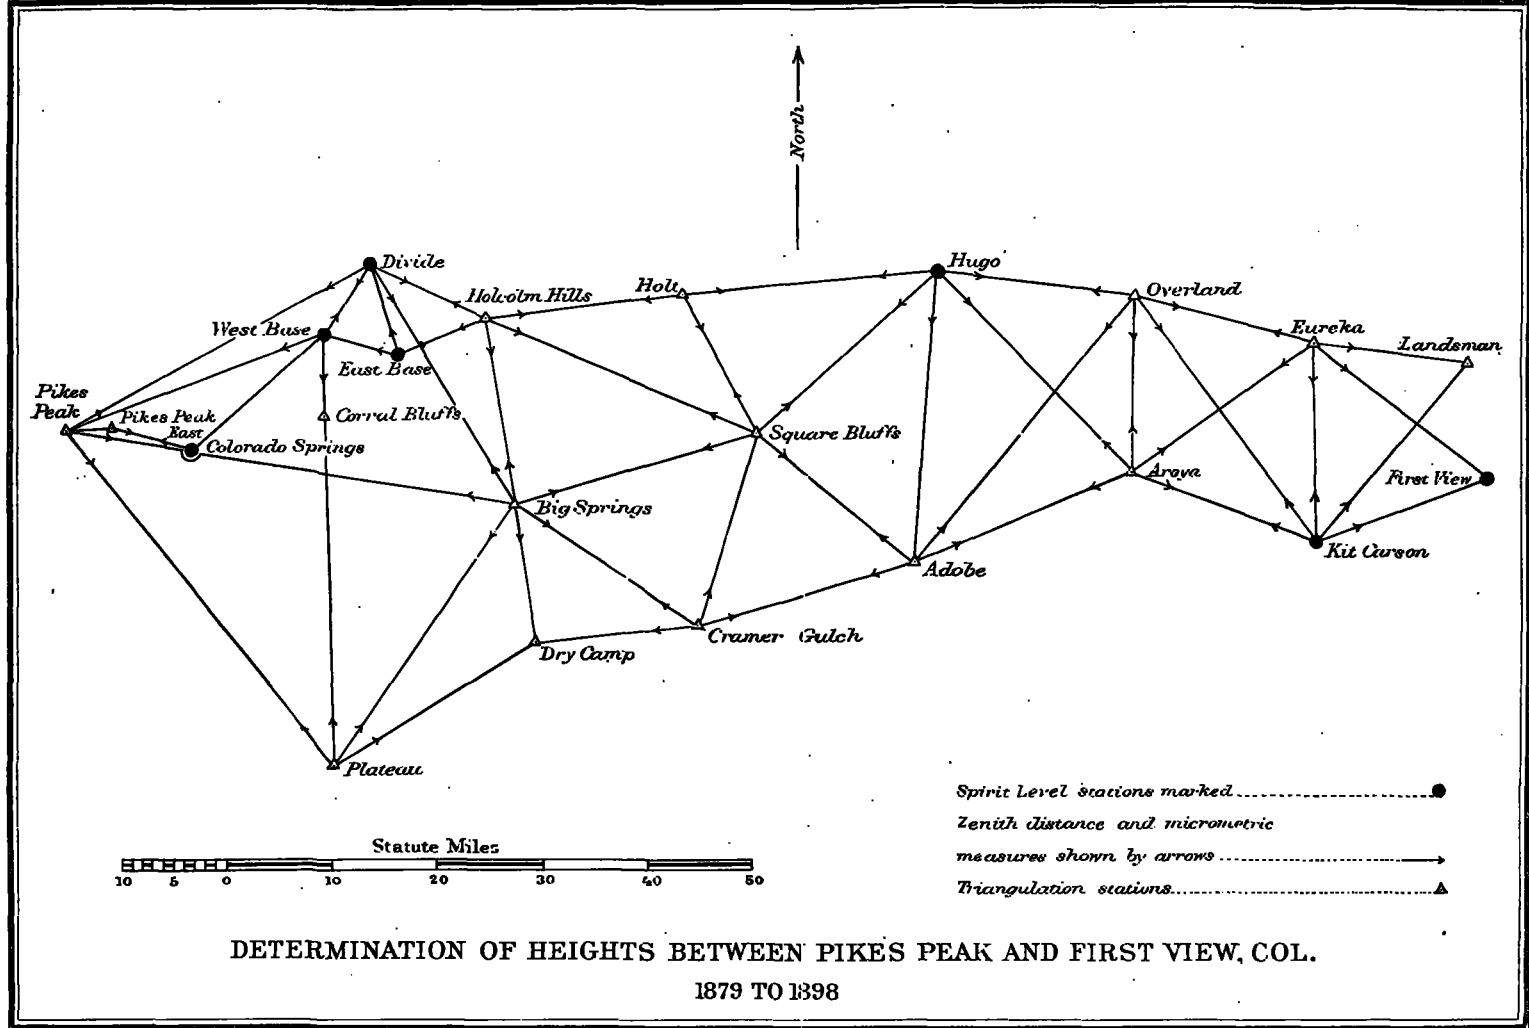 North
Divide
Hugo
Holcolm Hills
Holt
Overland
West Base
Eureka
Landsman
East Base
Pikes
Peak
Pikes Peak
East
Corral Bluffs
Colorado Springs
Square Bluffs
Aroya
First View
Big Springs
Kit Carson
Adobe
Cramer Gulch
Dry Camp
Plateau
Spirit Level stations marked
Zenith distance and micrometric
measures shown by arrows
Triangulation stations
Statute Miles
10 5 0 10 20 30 40 50
DETERMINATION OF HEIGHTS BETWEEN PIKES PEAK AND FIRST VIEW, COL.
1879 TO 1898